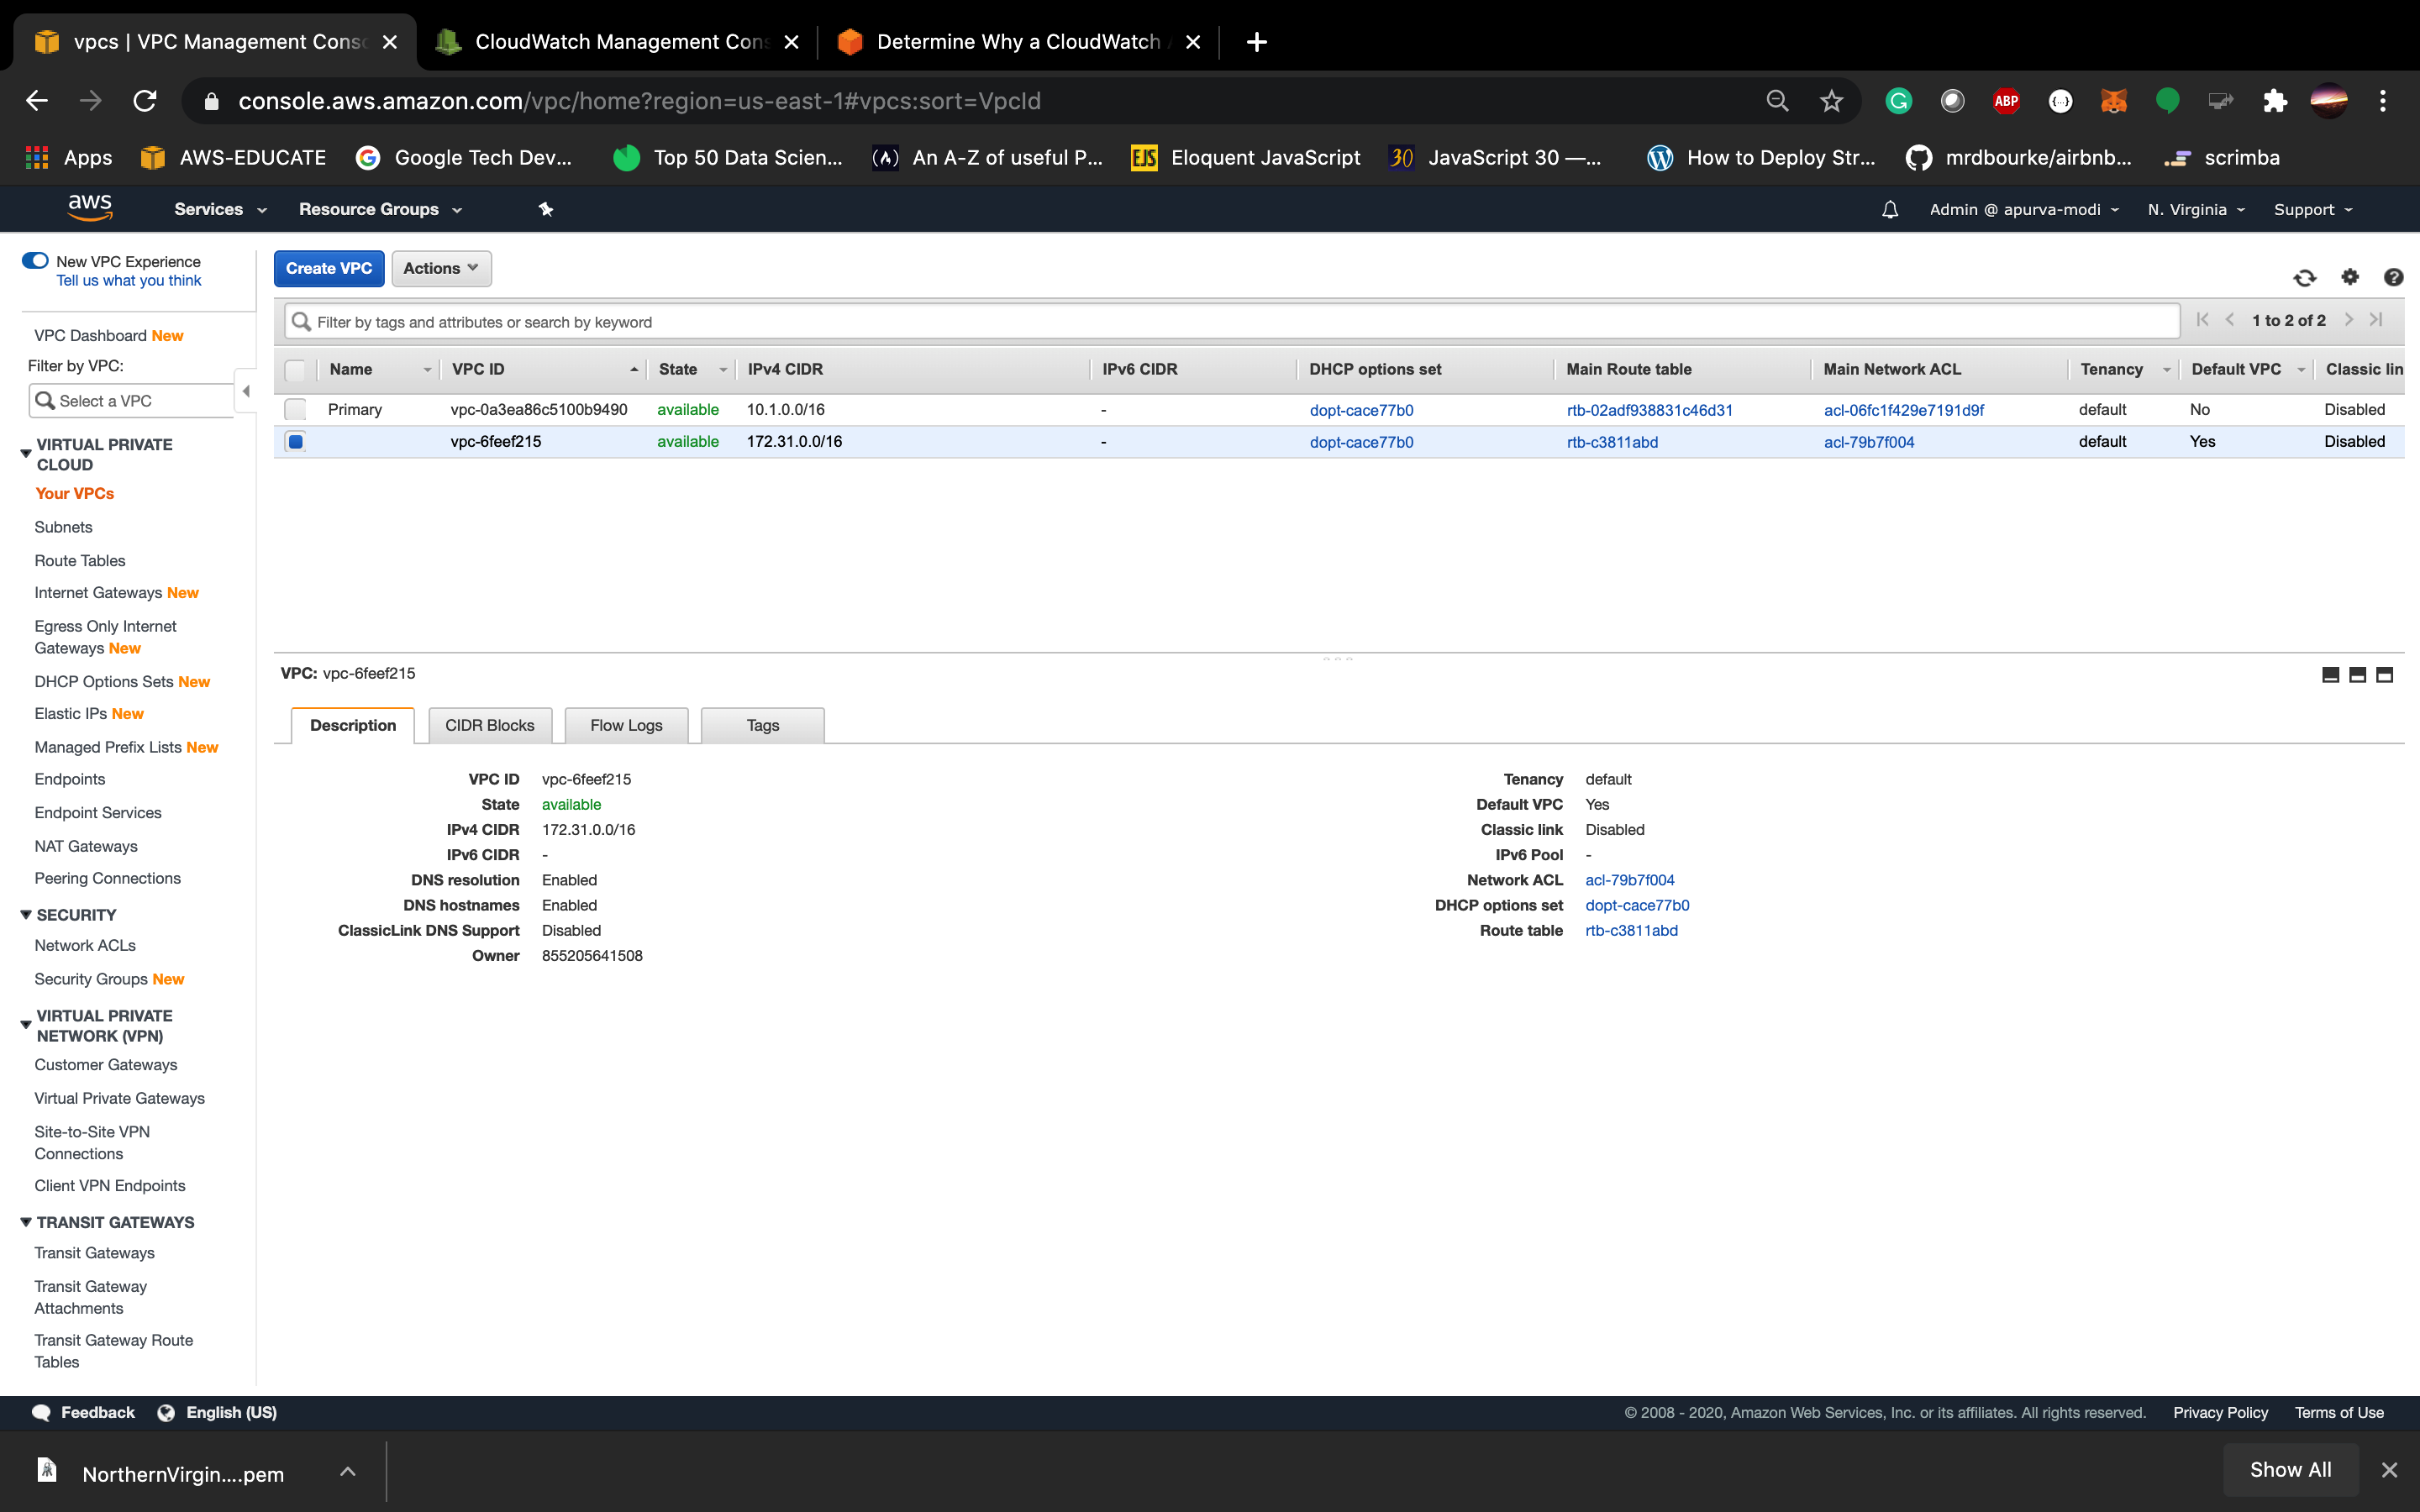 vpcs | VPC Management Cons
CloudWatch Management Cons
Determine Why a CloudWatch A
console.aws.amazon.com/vpc/home?region=us-east-1#vpcs:sort=VpcId
ABP
Apps
AWS-EDUCATE
Google Tech Dev...
Top 50 Data Scien...
An A-Z of useful P...
EJS Eloquent JavaScript
30 JavaScript 30 —...
How to Deploy Str...
mrdbourke/airbnb...
scrimba
aws
Services
Resource Groups
Admin @ apurva-modi
N. Virginia
Support
New VPC Experience
Tell us what you think
VPC Dashboard New
Filter by VPC:
Select a VPC
VIRTUAL PRIVATE
CLOUD
Your VPCs
Subnets
Route Tables
Internet Gateways New
Egress Only Internet
Gateways New
DHCP Options Sets New
Elastic IPs New
Managed Prefix Lists New
Endpoints
Endpoint Services
NAT Gateways
Peering Connections
SECURITY
Network ACLs
Security Groups New
VIRTUAL PRIVATE
NETWORK (VPN)
Customer Gateways
Virtual Private Gateways
Site-to-Site VPN
Connections
Client VPN Endpoints
TRANSIT GATEWAYS
Transit Gateways
Transit Gateway
Attachments
Transit Gateway Route
Tables
Create VPC
Actions
Filter by tags and attributes or search by keyword
1 to 2 of 2
Name VPC ID State IPv4 CIDR IPv6 CIDR DHCP options set Main Route table Main Network ACL Tenancy Default VPC Classic lin
Primary vpc-0a3ea86c5100b9490 available 10.1.0.0/16 - dopt-cace77b0 rtb-02adf938831c46d31 acl-06fc1f429e7191d9f default No Disabled
vpc-6feef215 available 172.31.0.0/16 - dopt-cace77b0 rtb-c3811abd acl-79b7f004 default Yes Disabled
VPC: vpc-6feef215
Description
CIDR Blocks
Flow Logs
Tags
VPC ID vpc-6feef215
State available
IPv4 CIDR 172.31.0.0/16
IPv6 CIDR -
DNS resolution Enabled
DNS hostnames Enabled
ClassicLink DNS Support Disabled
Owner 855205641508
Tenancy default
Default VPC Yes
Classic link Disabled
IPv6 Pool -
Network ACL acl-79b7f004
DHCP options set dopt-cace77b0
Route table rtb-c3811abd
Feedback
English (US)
© 2008 - 2020, Amazon Web Services, Inc. or its affiliates. All rights reserved.
Privacy Policy
Terms of Use
NorthernVirgin....pem
Show All